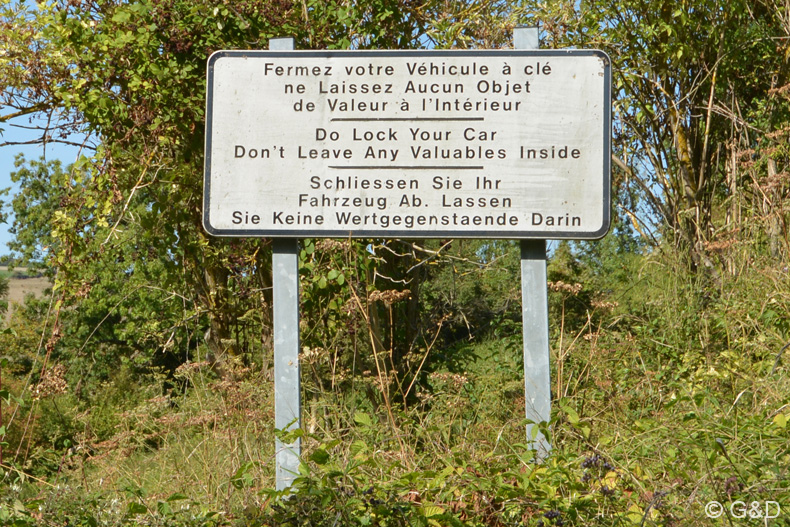 Fermez votre Véhicule à clé
ne Laissez Aucun Objet
de Valeur à l'Intérieur
Do Lock Your Car
Don't Leave Any Valuables Inside
Schliessen Sie Ihr
Fahrzeug Ab. Lassen
Sie Keine Wertgegenstaende Darin
© G&D